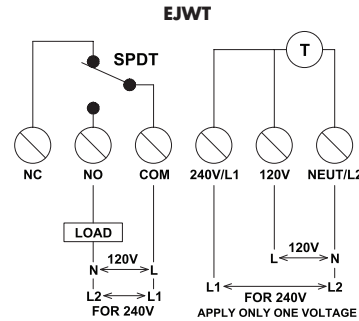 EJWT
SPDT
T
NC NO COM 240V/L1 120V NEUT/L2
LOAD
N 120V L
L2 L1
FOR 240V
L 120V N
L1 L2
FOR 240V
APPLY ONLY ONE VOLTAGE